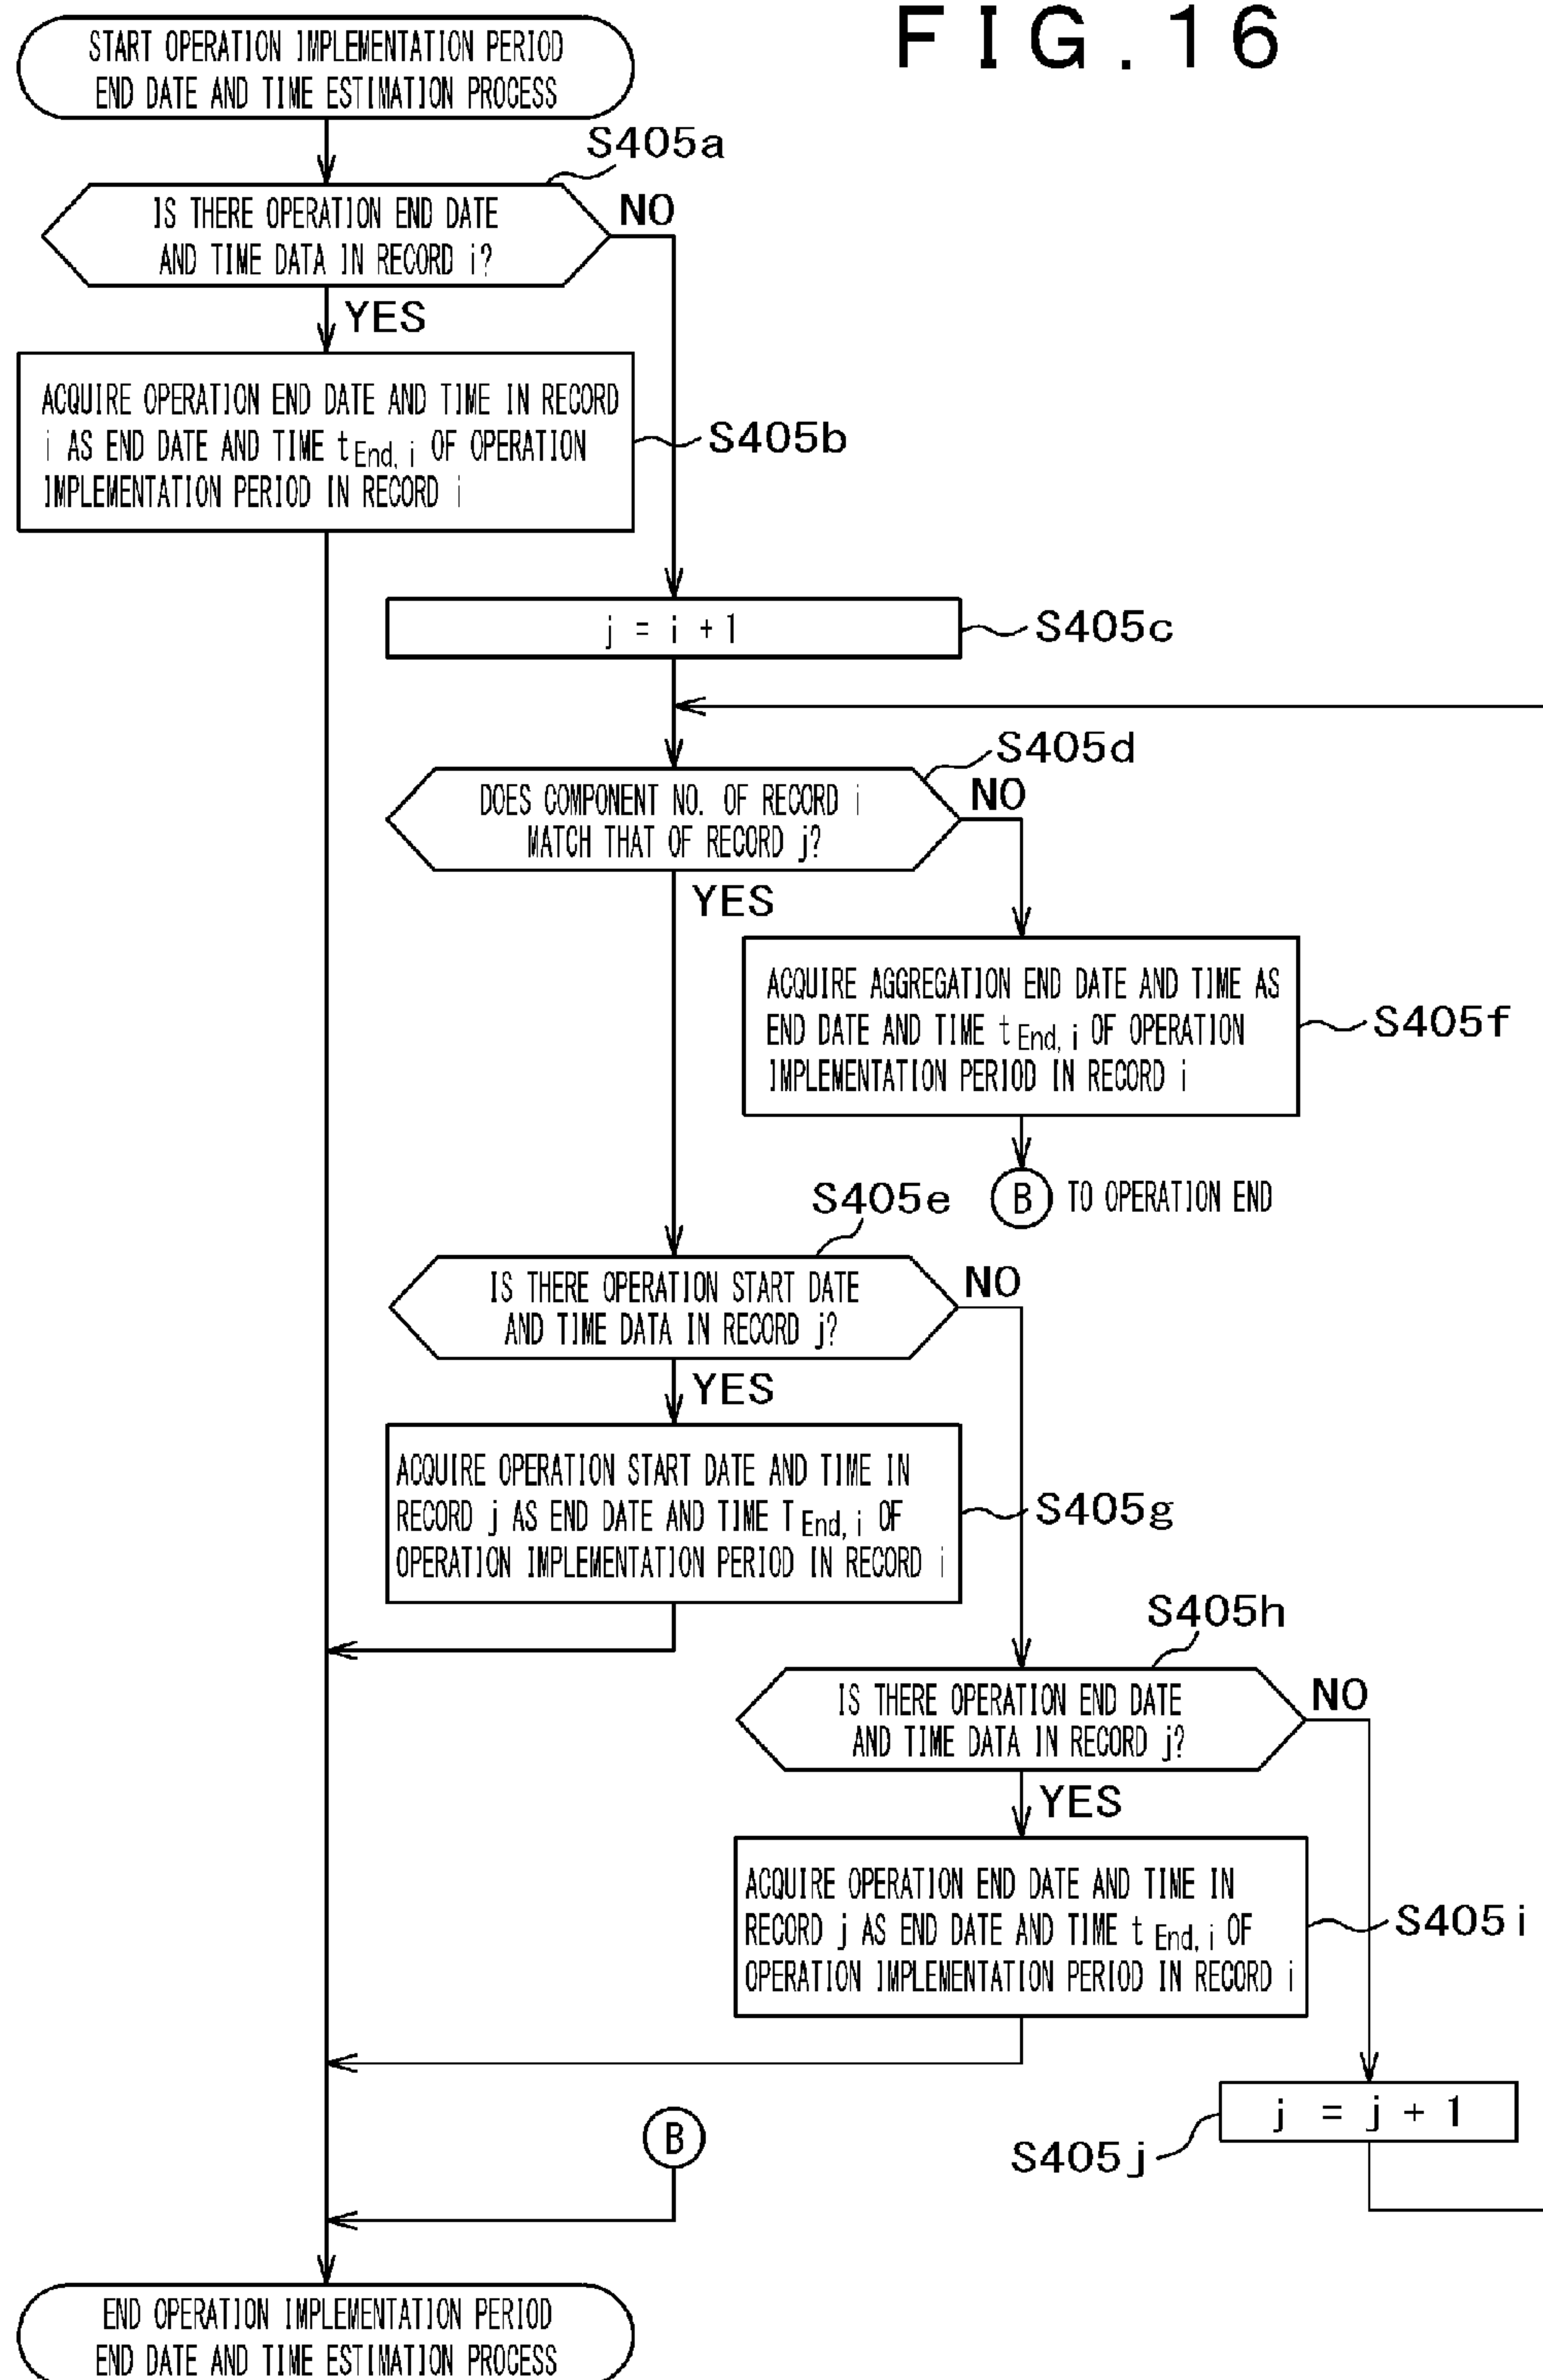 FIG.16
START OPERATION IMPLEMENTATION PERIOD
END DATE AND TIME ESTIMATION PROCESS
S405a
IS THERE OPERATION END DATE
AND TIME DATA IN RECORD i?
NO
YES
ACQUIRE OPERATION END DATE AND TIME IN RECORD
i AS END DATE AND TIME tEnd, i OF OPERATION
IMPLEMENTATION PERIOD IN RECORD i
S405b
j = i + 1
S405c
S405d
DOES COMPONENT NO. OF RECORD i
MATCH THAT OF RECORD j?
NO
YES
ACQUIRE AGGREGATION END DATE AND TIME AS
END DATE AND TIME tEnd, i OF OPERATION
IMPLEMENTATION PERIOD IN RECORD i
S405f
B TO OPERATION END
S405e
IS THERE OPERATION START DATE
AND TIME DATA IN RECORD j?
NO
YES
ACQUIRE OPERATION START DATE AND TIME IN
RECORD j AS END DATE AND TIME TEnd, i OF
OPERATION IMPLEMENTATION PERIOD IN RECORD i
S405g
S405h
IS THERE OPERATION END DATE
AND TIME DATA IN RECORD j?
NO
YES
ACQUIRE OPERATION END DATE AND TIME IN
RECORD j AS END DATE AND TIME tEnd, i OF
OPERATION IMPLEMENTATION PERIOD IN RECORD i
S405i
j = j + 1
S405j
B
END OPERATION IMPLEMENTATION PERIOD
END DATE AND TIME ESTIMATION PROCESS